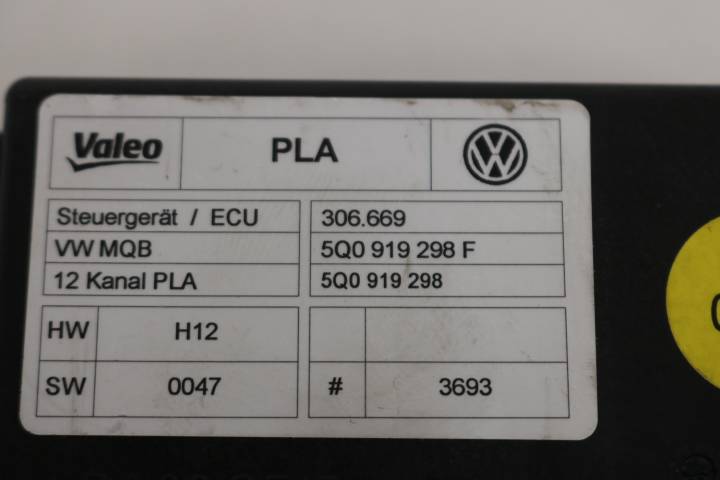 Valeo PLA
Steuergerät / ECU 306.669
VW MQB 5Q0 919 298 F
12 Kanal PLA 5Q0 919 298
HW H12
SW 0047 # 3693